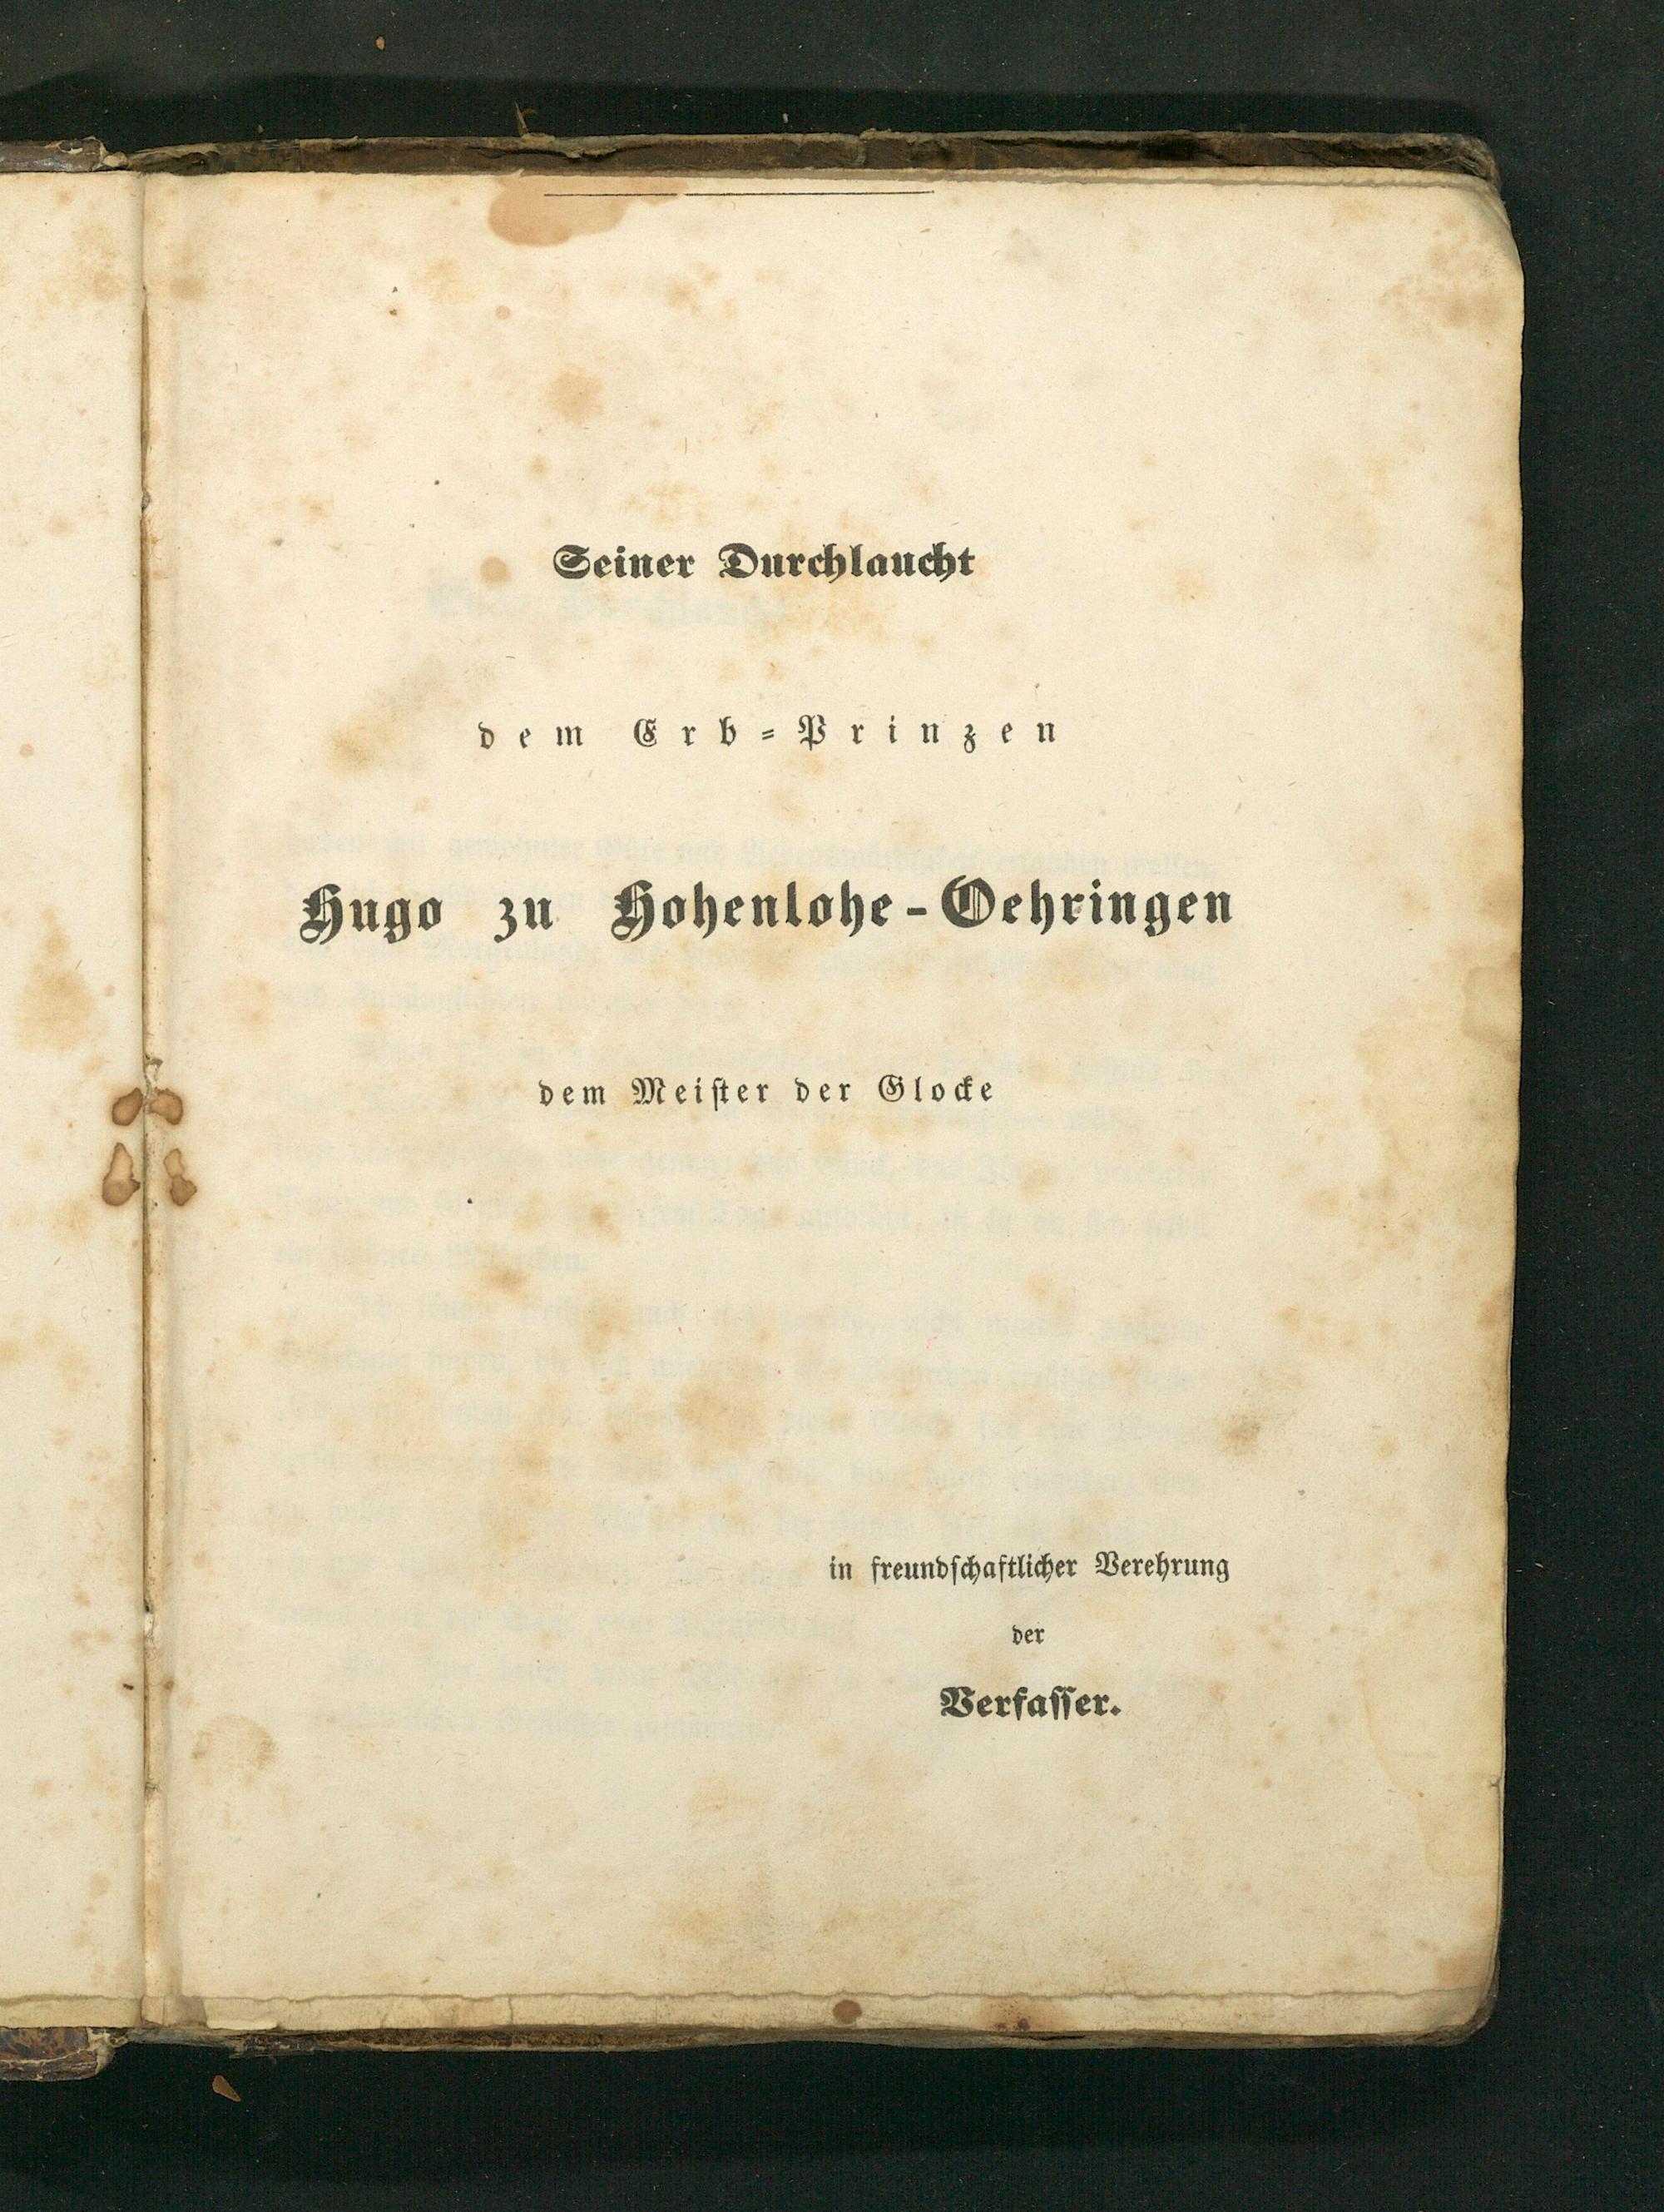 Seiner Durchlaucht
dem Erb-Prinzen
Hugo zu Hohenlohe-Oehringen
dem Meiſter der Glocke
in freundſchaftlicher Verehrung
der
Verfaſſer.